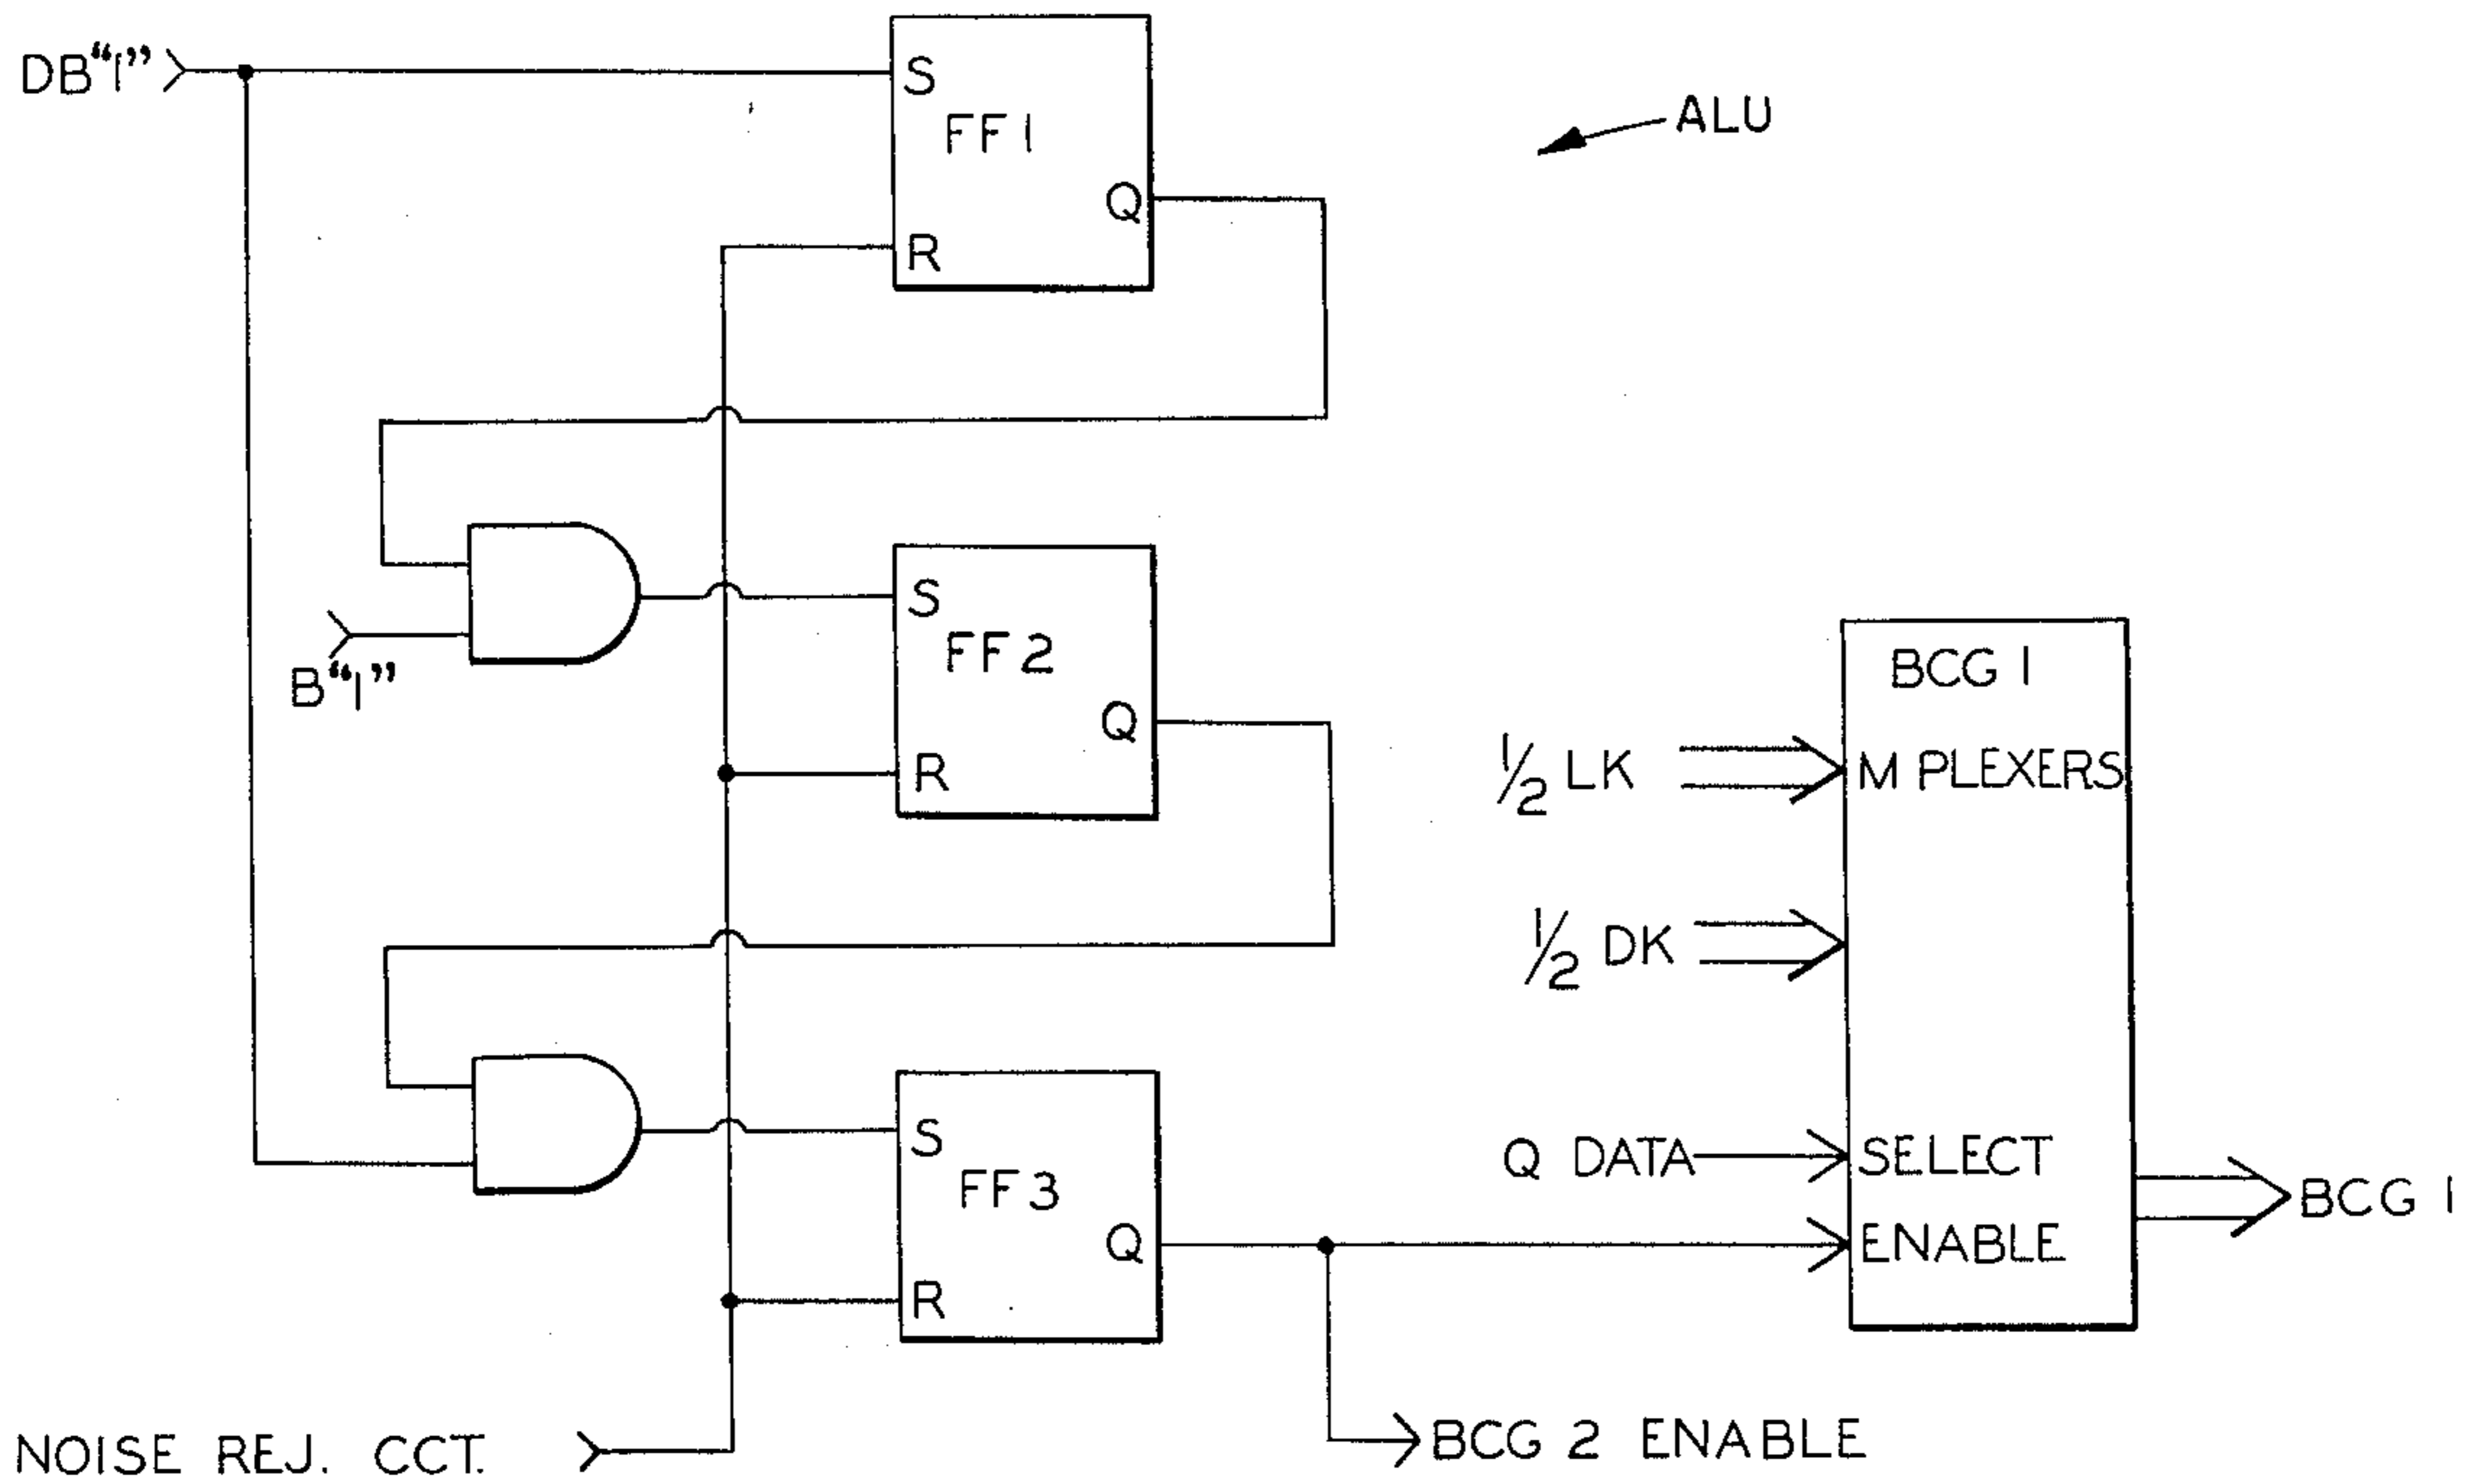 DB“1”
S
FF1
Q
R
ALU
B“1”
S
FF2
Q
R
BCG 1
1/2 LK
M PLEXERS
1/2 DK
S
FF3
Q
R
Q DATA
SELECT
ENABLE
BCG 1
BCG 2 ENABLE
NOISE REJ. CCT.